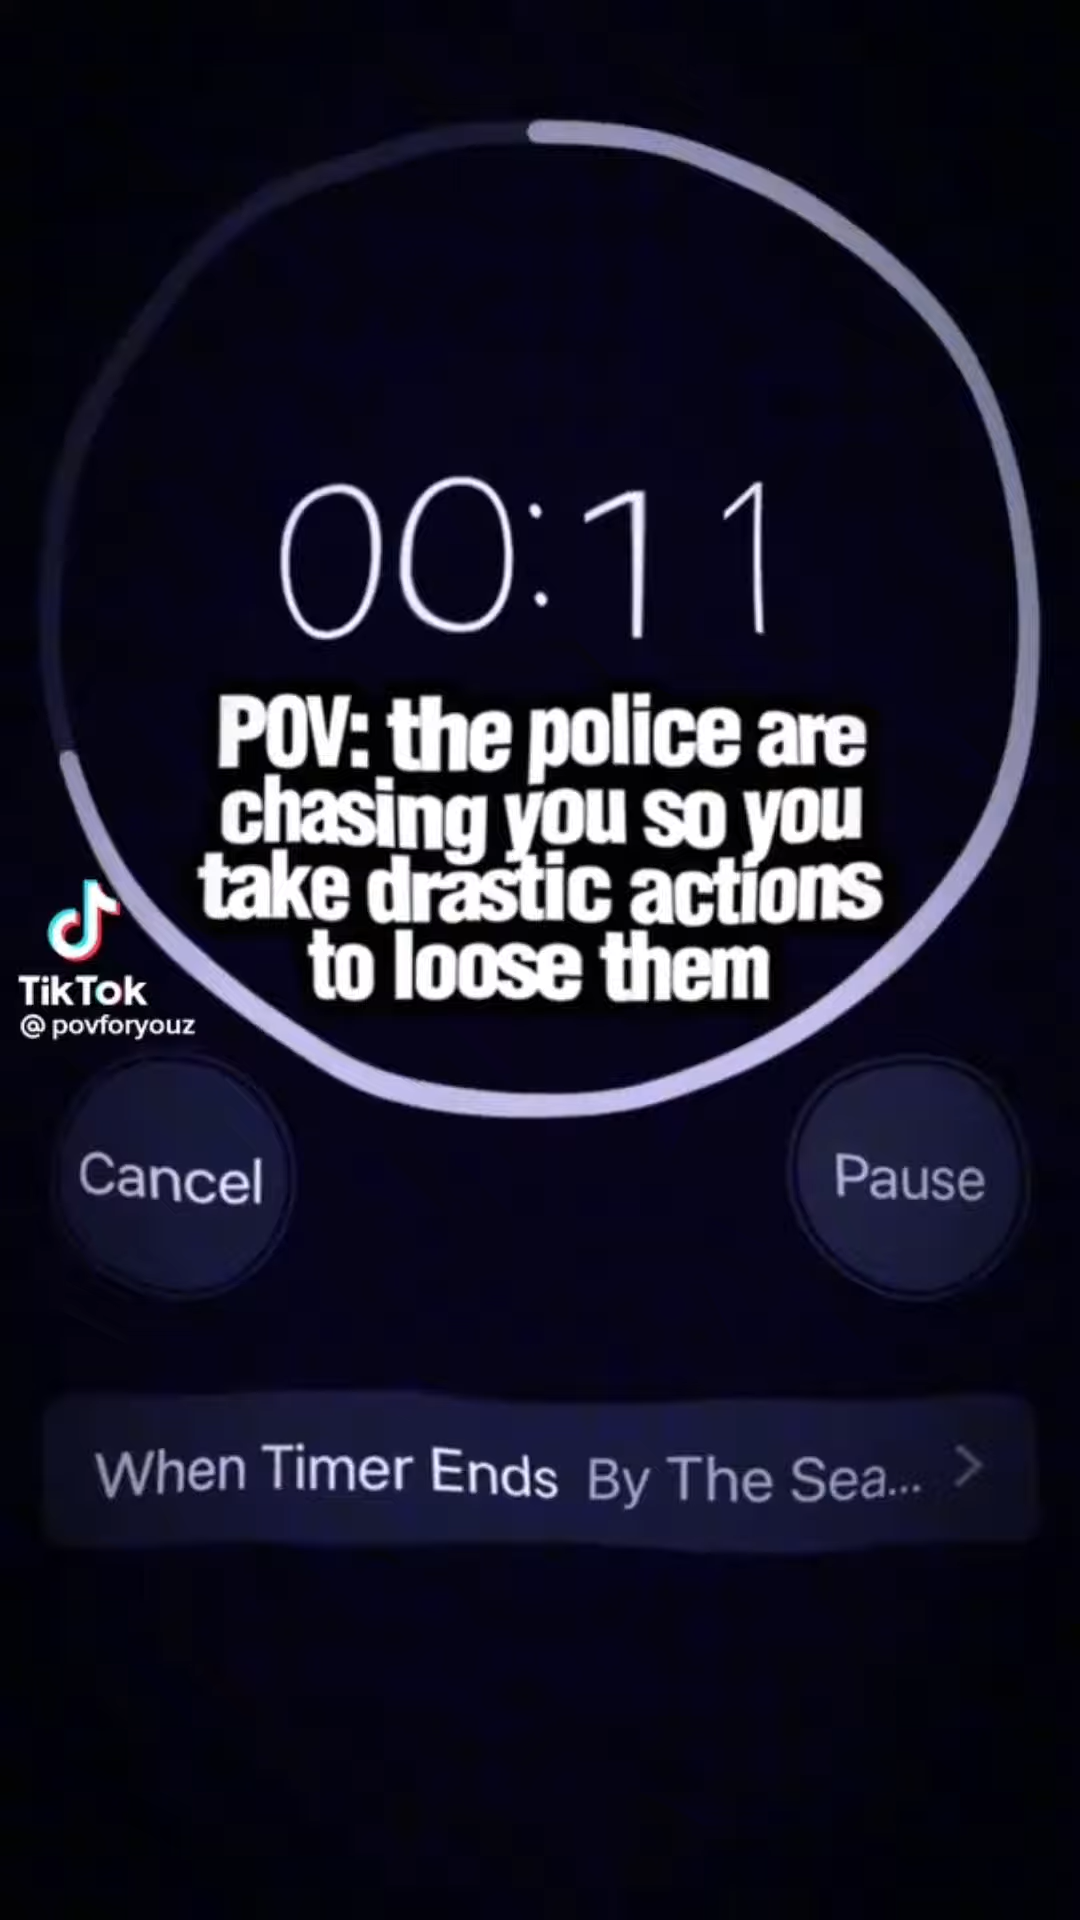 00:11
POV: the police are
chasing you so you
take drastic actions
to loose them
TikTok
@povforyouz
Cancel
Pause
When Timer Ends By The Sea... >